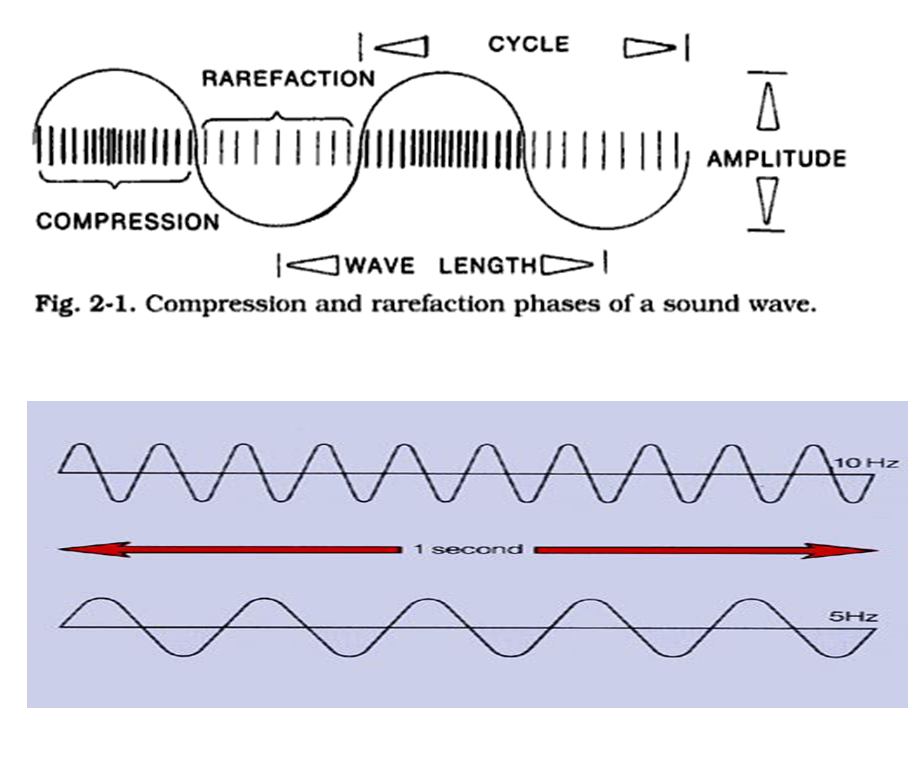 CYCLE
RAREFACTION
AMPLITUDE
COMPRESSION
WAVE LENGTH
Fig. 2-1. Compression and rarefaction phases of a sound wave.
10 Hz
1 second
5Hz